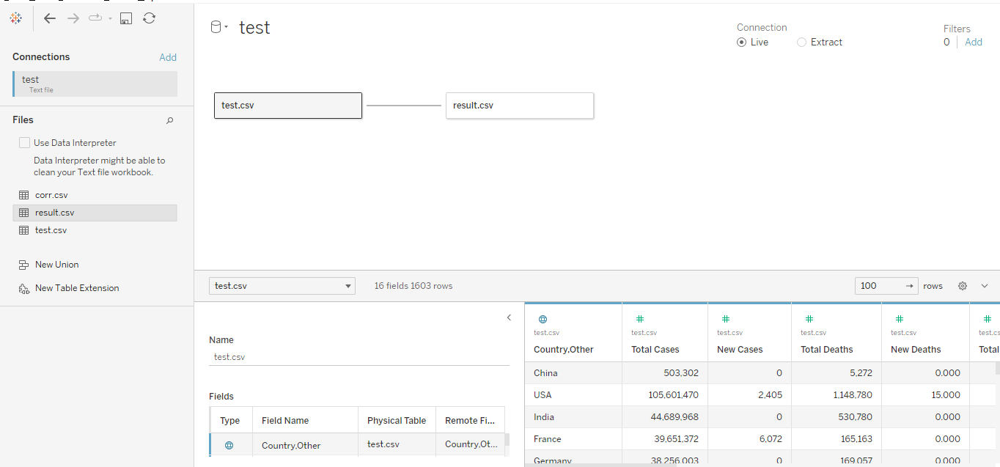 test
Connection
Live
Extract
Filters
0
Add
Connections
Add
test
Text file
Files
Use Data Interpreter
Data Interpreter might be able to
clean your Text file workbook.
corr.csv
result.csv
test.csv
New Union
New Table Extension
test.csv
result.csv
test.csv
16 fields 1603 rows
100
rows
Name
test.csv
Fields
Type Field Name Physical Table Remote Fi...
Country,Other test.csv Country,Ot...
test.csv test.csv test.csv test.csv test.csv test.cs
Country,Other Total Cases New Cases Total Deaths New Deaths Total
China 503,302 0 5,272 0.000
USA 105,601,470 2,405 1,148,780 15.000
India 44,689,968 0 530,780 0.000
France 39,651,372 6,072 165,163 0.000
Germany 38,256,003 0 169,057 0.000